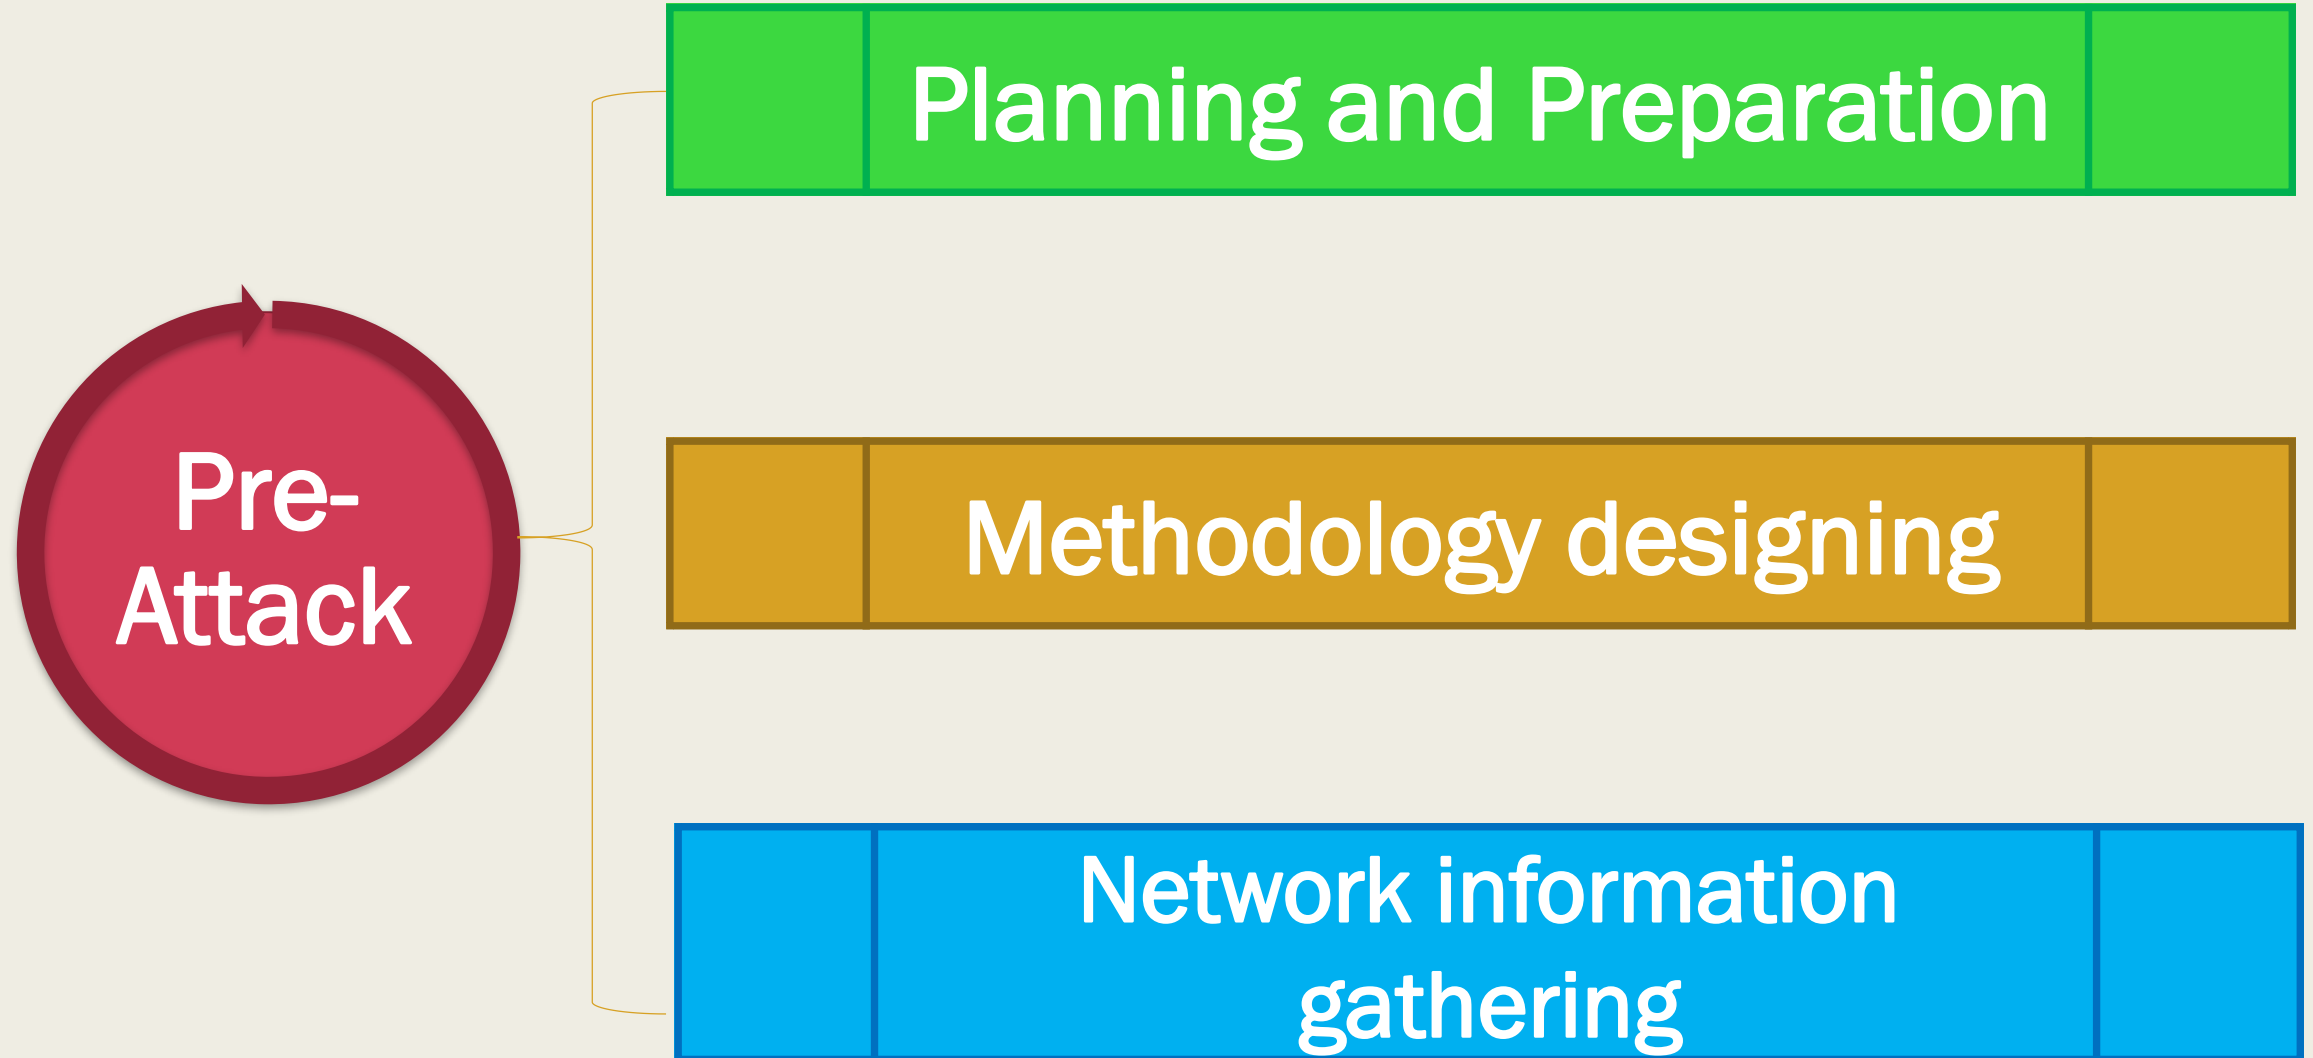 Planning and Preparation
Pre-
Attack
Methodology designing
Network information
gathering